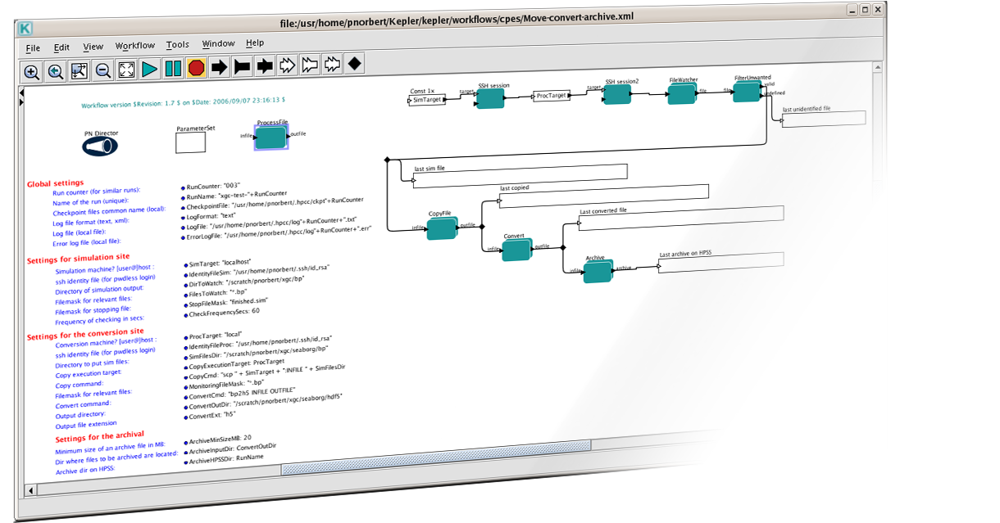 file:/usr/home/pnorbert/Kepler/kepler/workflows/cpes/Move-convert-archive.xml
File Edit View Workflow Tools Window Help
Workflow version $Revision: 1.7 $ on $Date: 2006/09/07 23:16:13 $
PN Director
ParameterSet
ProcessFile
infile
outfile
Const 1x
SimTarget
target
SSH session
ProcTarget
target
SSH session2
FileWatcher
file
file
FilterUnwanted
valid
undefined
last unidentified file
last sim file
last copied
Last converted file
CopyFile
infile
outfile
Convert
infile
outfile
Archive
infile
archive
Last archive on HPSS
Global settings
Run counter (for similar runs): RunCounter: "003"
Name of the run (unique): RunName: "xgc-test-"+RunCounter
Checkpoint files common name (local): CheckpointFile: "/usr/home/pnorbert/.hpcc/ckpt"+RunCounter
Log file format (text, xml): LogFormat: "text"
Log file (local file): LogFile: "/usr/home/pnorbert/.hpcc/log"+RunCounter+".txt"
Error log file (local file): ErrorLogFile: "/usr/home/pnorbert/.hpcc/log"+RunCounter+".err"
Settings for simulation site
Simulation machine? [user@]host : SimTarget: "localhost"
ssh identity file (for pwdless login) IdentityFileSim: "/usr/home/pnorbert/.ssh/id_rsa"
Directory of simulation output: DirToWatch: "/scratch/pnorbert/xgc/bp"
Filemask for relevant files: FilesToWatch: "*.bp"
Filemask for stopping file: StopFileMask: "finished.sim"
Frequency of checking in secs: CheckFrequencySecs: 60
Settings for the conversion site
Conversion machine? [user@]host : ProcTarget: "local"
ssh identity file (for pwdless login) IdentityFileProc: "/usr/home/pnorbert/.ssh/id_rsa"
Directory to put sim files: SimFilesDir: "/scratch/pnorbert/xgc/seaborg/bp"
Copy execution target: CopyExecutionTarget: ProcTarget
Copy command: CopyCmd: "scp " + SimTarget + ":INFILE " + SimFilesDir
Filemask for relevant files: MonitoringFileMask: "*.bp"
Convert command: ConvertCmd: "bp2h5 INFILE OUTFILE"
Output directory: ConvertOutDir: "/scratch/pnorbert/xgc/seaborg/hdf5"
Output file extension ConvertExt: "h5"
Settings for the archival
Minimum size of an archive file in MB: ArchiveMinSizeMB: 20
Dir where files to be archived are located: ArchiveInputDir: ConvertOutDir
Archive dir on HPSS: ArchiveHPSSDir: RunName